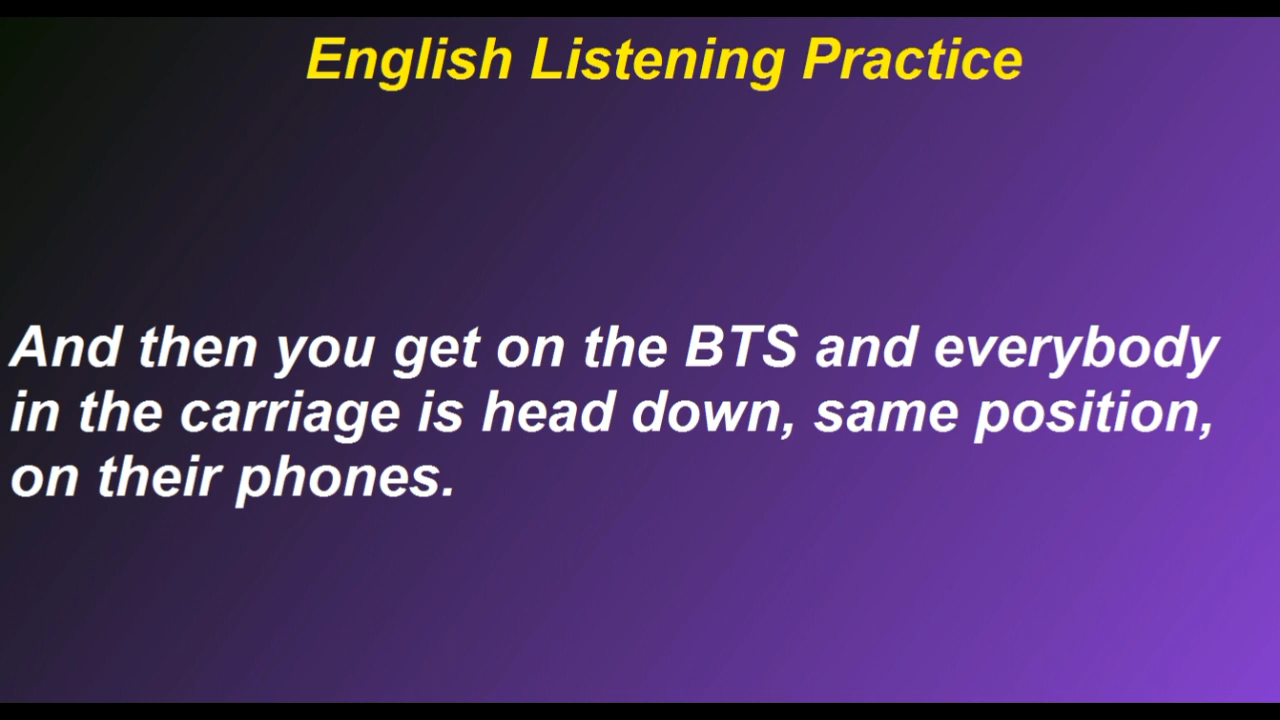 English Listening Practice
And then you get on the BTS and everybody
in the carriage is head down, same position,
on their phones.